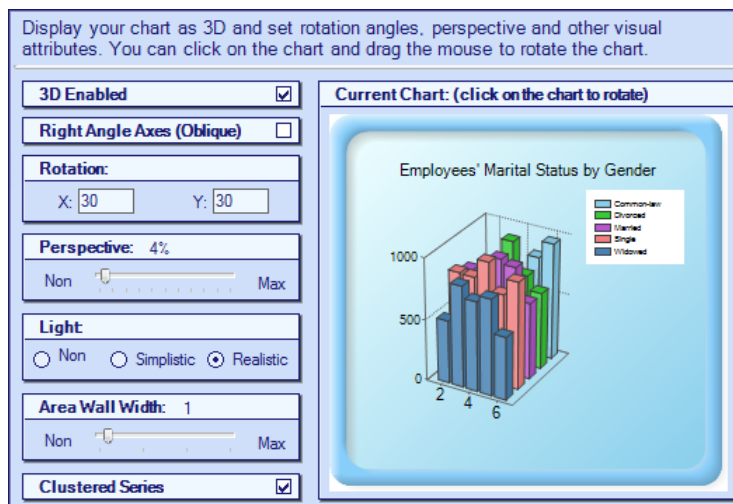 Display your chart as 3D and set rotation angles, perspective and other visual
attributes. You can click on the chart and drag the mouse to rotate the chart.
3D Enabled
Right Angle Axes (Oblique)
Rotation:
X: 30 Y: 30
Perspective: 4%
Non Max
Light:
Non Simplistic Realistic
Area Wall Width: 1
Non Max
Clustered Series
Current Chart: (click on the chart to rotate)
Employees' Marital Status by Gender
Common-law
Divorced
Married
Single
Widowed
1000
500
0
2 4 6